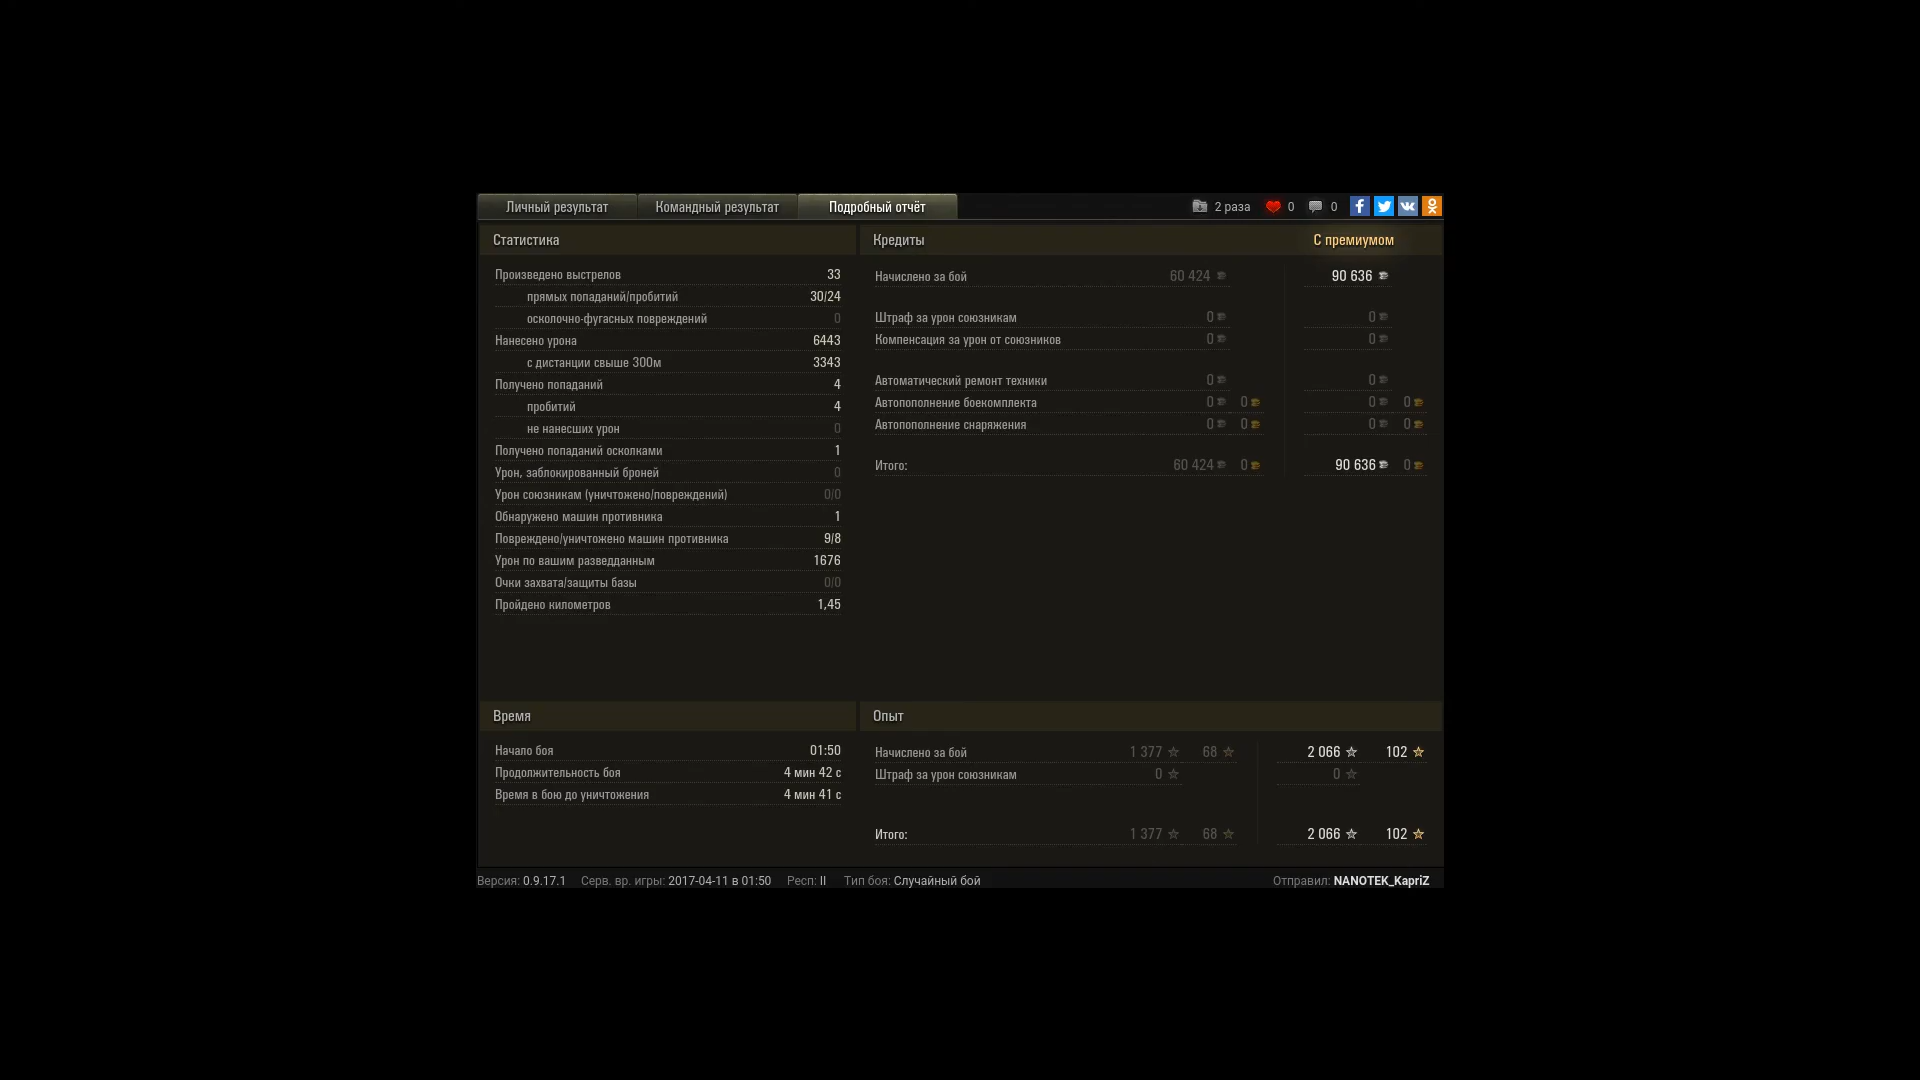 Личный результат Командный результат Подробный отчёт 2 раза 0 0
Статистика
Произведено выстрелов 33
прямых попаданий/пробитий 30/24
осколочно-фугасных повреждений 0
Нанесено урона 6443
с дистанции свыше 300м 3343
Получено попаданий 4
пробитий 4
не нанесших урон 0
Получено попаданий осколками 1
Урон, заблокированный броней 0
Урон союзникам (уничтожено/повреждений) 0/0
Обнаружено машин противника 1
Повреждено/уничтожено машин противника 9/8
Урон по вашим разведданным 1676
Очки захвата/защиты базы 0/0
Пройдено километров 1,45
Кредиты С премиумом
Начислено за бой 60 424 90 636
Штраф за урон союзникам 0 0
Компенсация за урон от союзников 0 0
Автоматический ремонт техники 0 0
Автопополнение боекомплекта 0 0 0 0
Автопополнение снаряжения 0 0 0 0
Итого: 60 424 0 90 636 0
Время
Начало боя 01:50
Продолжительность боя 4 мин 42 с
Время в бою до уничтожения 4 мин 41 с
Опыт
Начислено за бой 1 377 68 2 066 102
Штраф за урон союзникам 0 0
Итого: 1 377 68 2 066 102
Версия: 0.9.17.1 Серв. вр. игры: 2017-04-11 в 01:50 Респ: II Тип боя: Случайный бой Отправил: NANOTEK_KapriZ